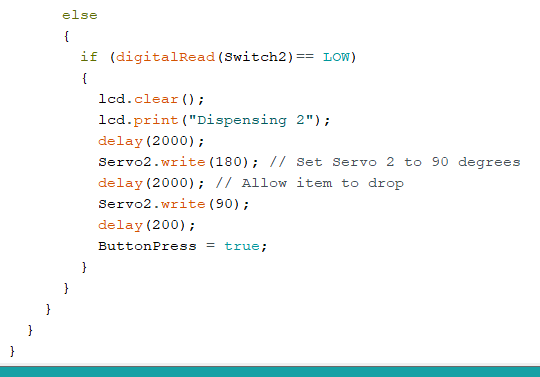 else
{
if (digitalRead(Switch2)== LOW)
{
lcd.clear();
lcd.print("Dispensing 2");
delay(2000);
Servo2.write(180); // Set Servo 2 to 90 degrees
delay(2000); // Allow item to drop
Servo2.write(90);
delay(200);
ButtonPress = true;
}
}
}
}
}